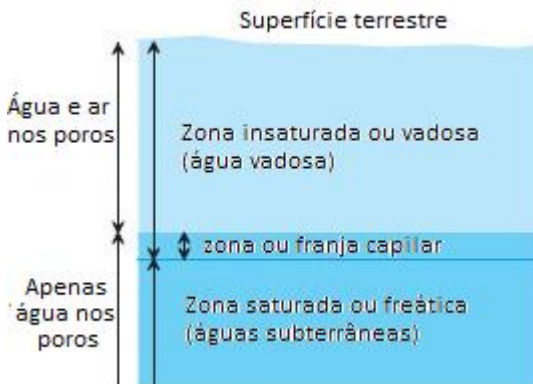 Superfície terrestre
Água e ar
nos poros
Zona insaturada ou vadosa
(água vadosa)
zona ou franja capilar
Apenas
água nos
poros
Zona saturada ou freática
(águas subterrâneas)